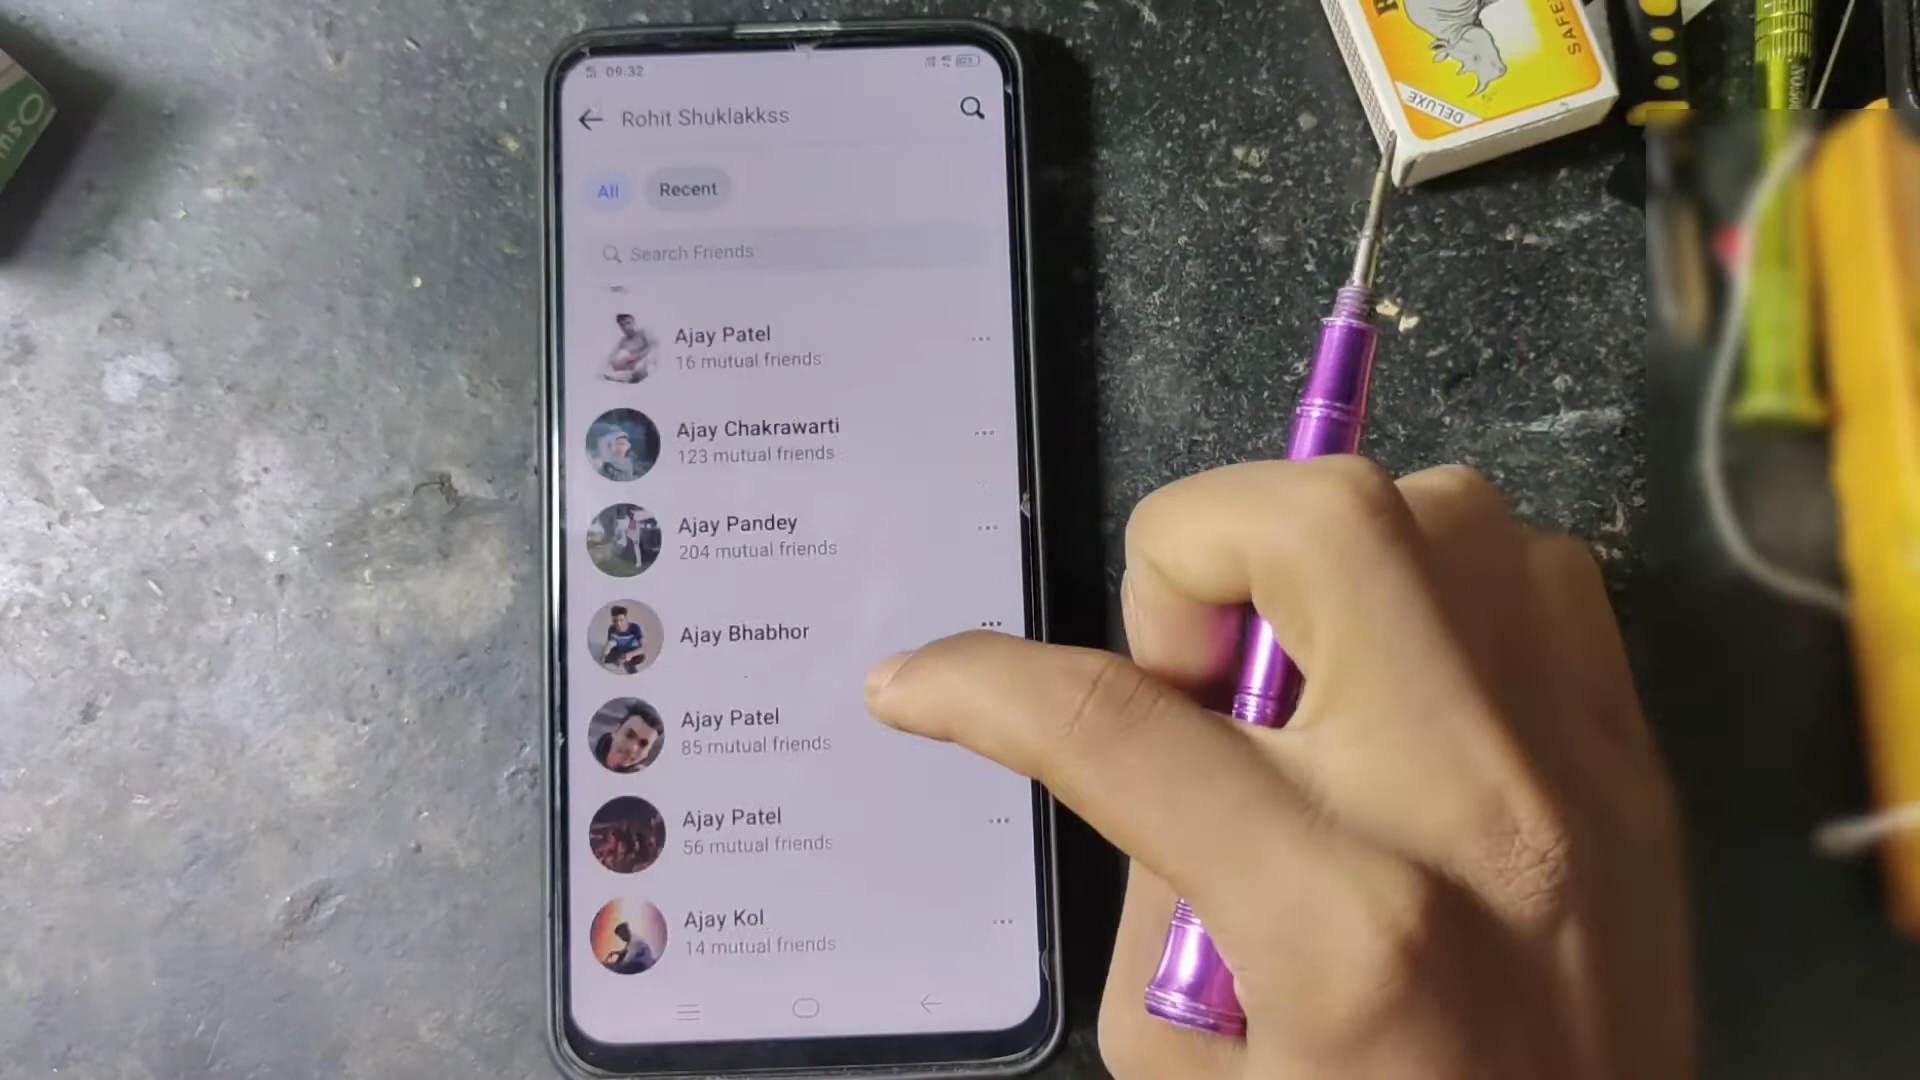 09:32
Rohit Shuklakkss
All
Recent
Search Friends
Ajay Patel
16 mutual friends
Ajay Chakrawarti
123 mutual friends
Ajay Pandey
204 mutual friends
Ajay Bhabhor
Ajay Patel
85 mutual friends
Ajay Patel
56 mutual friends
Ajay Kol
14 mutual friends
DELUXE
SAFE